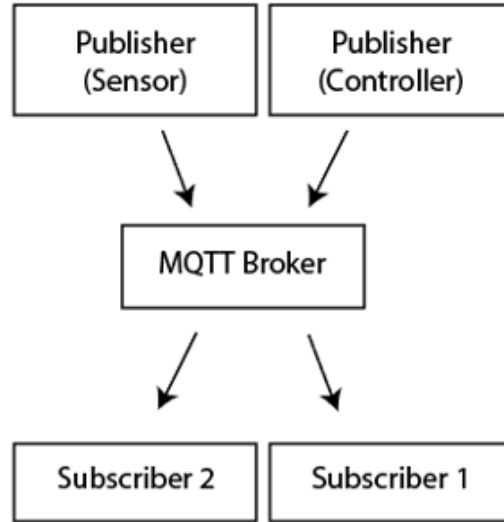 Publisher
(Sensor)
Publisher
(Controller)
MQTT Broker
Subscriber 2
Subscriber 1